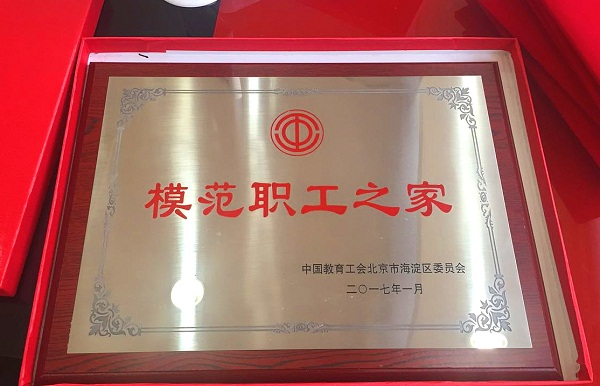 模范职工之家
中国教育工会北京市海淀区委员会
二〇一七年一月